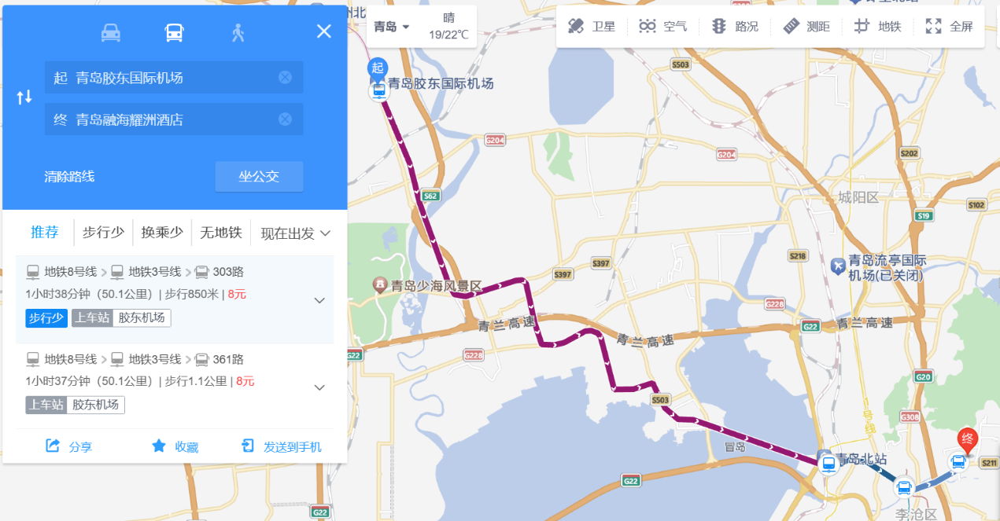 青岛
晴
19/22℃
卫星
空气
路况
测距
地铁
全屏
起 青岛胶东国际机场
终 青岛融海耀洲酒店
清除路线
坐公交
推荐
步行少
换乘少
无地铁
现在出发
地铁8号线 > 地铁3号线 > 303路
1小时38分钟（50.1公里）| 步行850米 | 8元
步行少 上车站 胶东机场
地铁8号线 > 地铁3号线 > 361路
1小时37分钟（50.1公里）| 步行1.1公里 | 8元
上车站 胶东机场
分享
收藏
发送到手机
起
青岛胶东国际机场
S503
G204
G204
S202
S62
城阳区
S102
S19
S218
S397
S397
青岛流亭国际
机场(已关闭)
青岛少海风景区
G228
青兰高速
G22
青兰高速
青兰高速
G22
G228
G20
S503
1号线
G308
冒岛
终
青岛北站
S211
G22
G22
李沧区